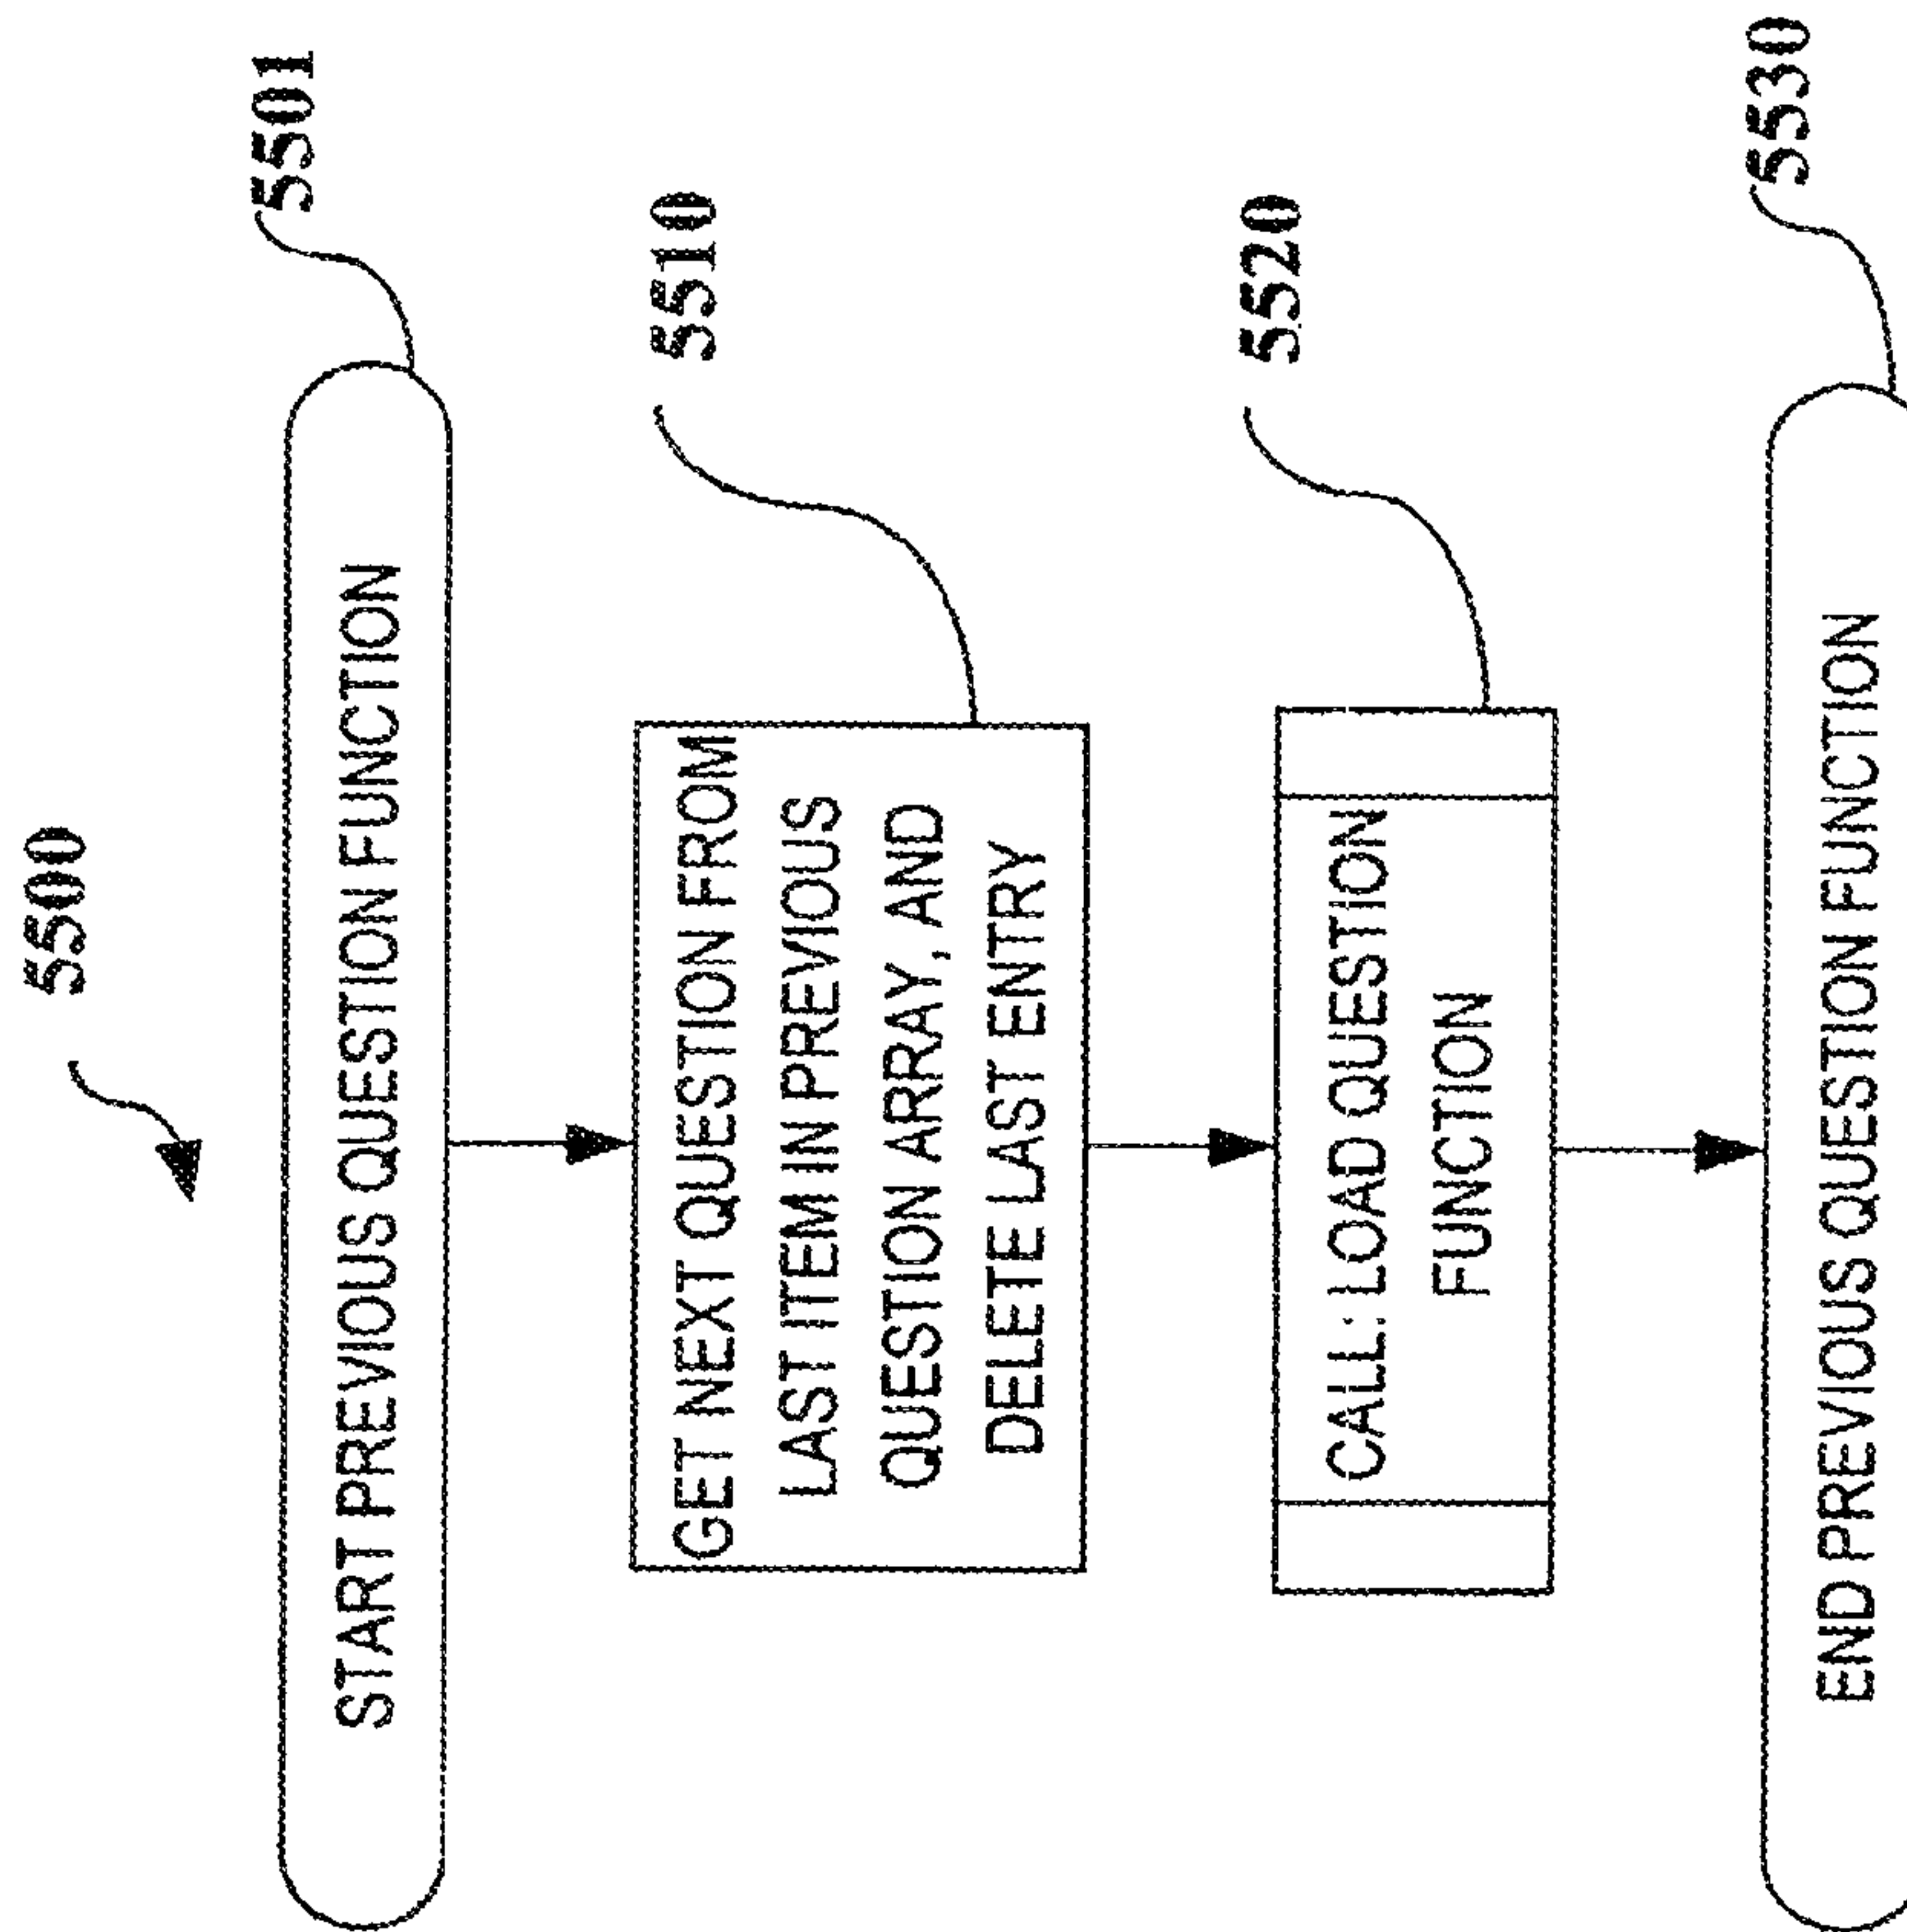 5500
START PREVIOUS QUESTION FUNCTION
5501
GET NEXT QUESTION FROM
LAST ITEM IN PREVIOUS
QUESTION ARRAY, AND
DELETE LAST ENTRY
5510
CALL: LOAD QUESTION
FUNCTION
5520
END PREVIOUS QUESTION FUNCTION
5530